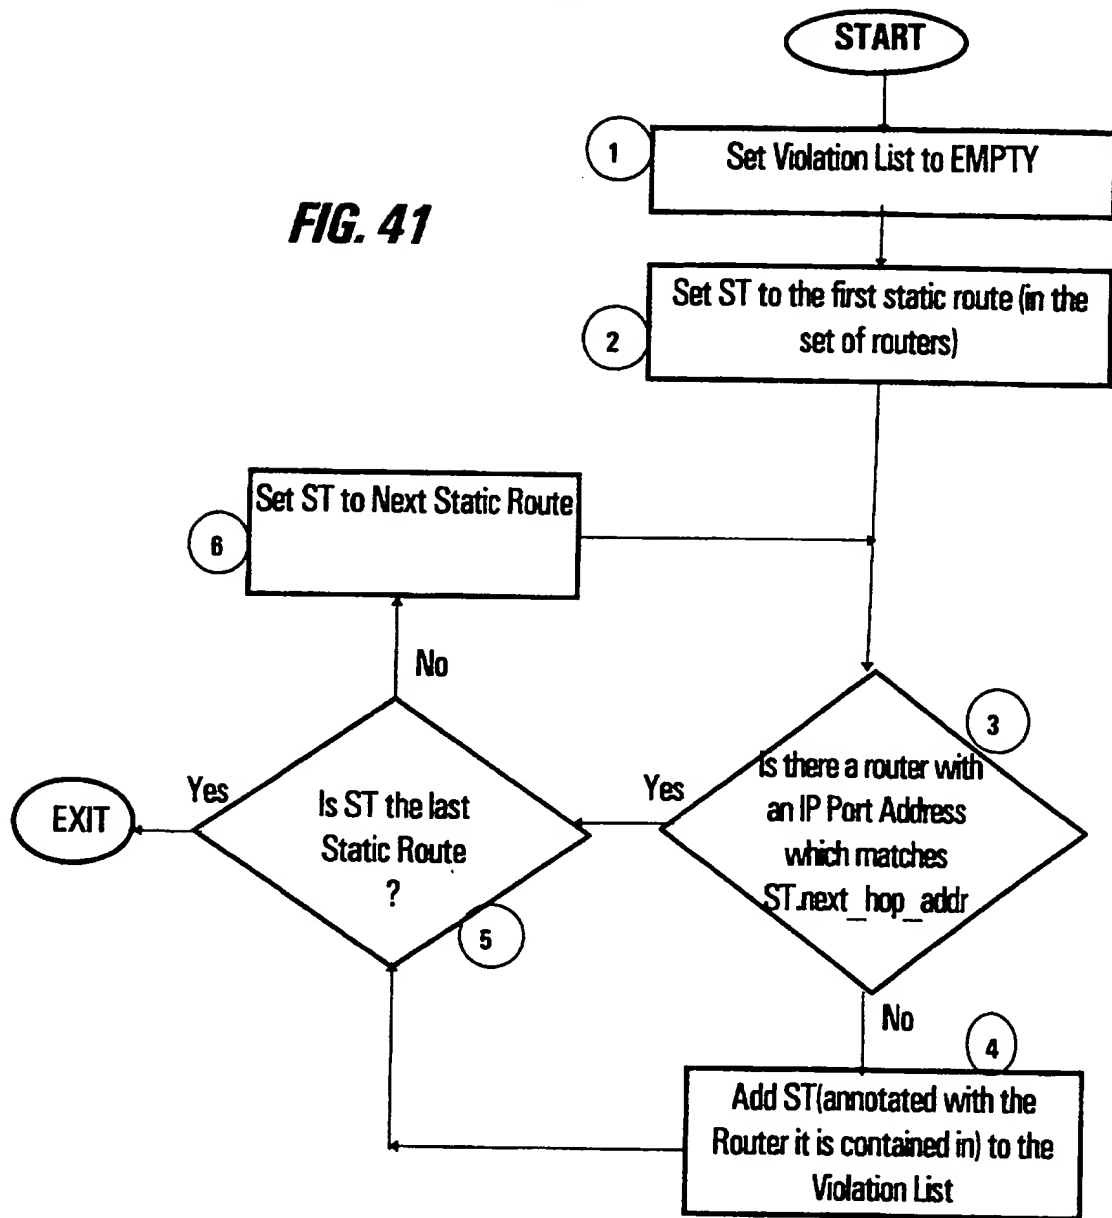 START
1
Set Violation List to EMPTY
FIG. 41
2
Set ST to the first static route (in the
set of routers)
6
Set ST to Next Static Route
No
3
Is there a router with
an IP Port Address
which matches
ST.next_hop_addr
Yes
Is ST the last
Static Route
?
Yes
EXIT
5
No
4
Add ST(annotated with the
Router it is contained in) to the
Violation List